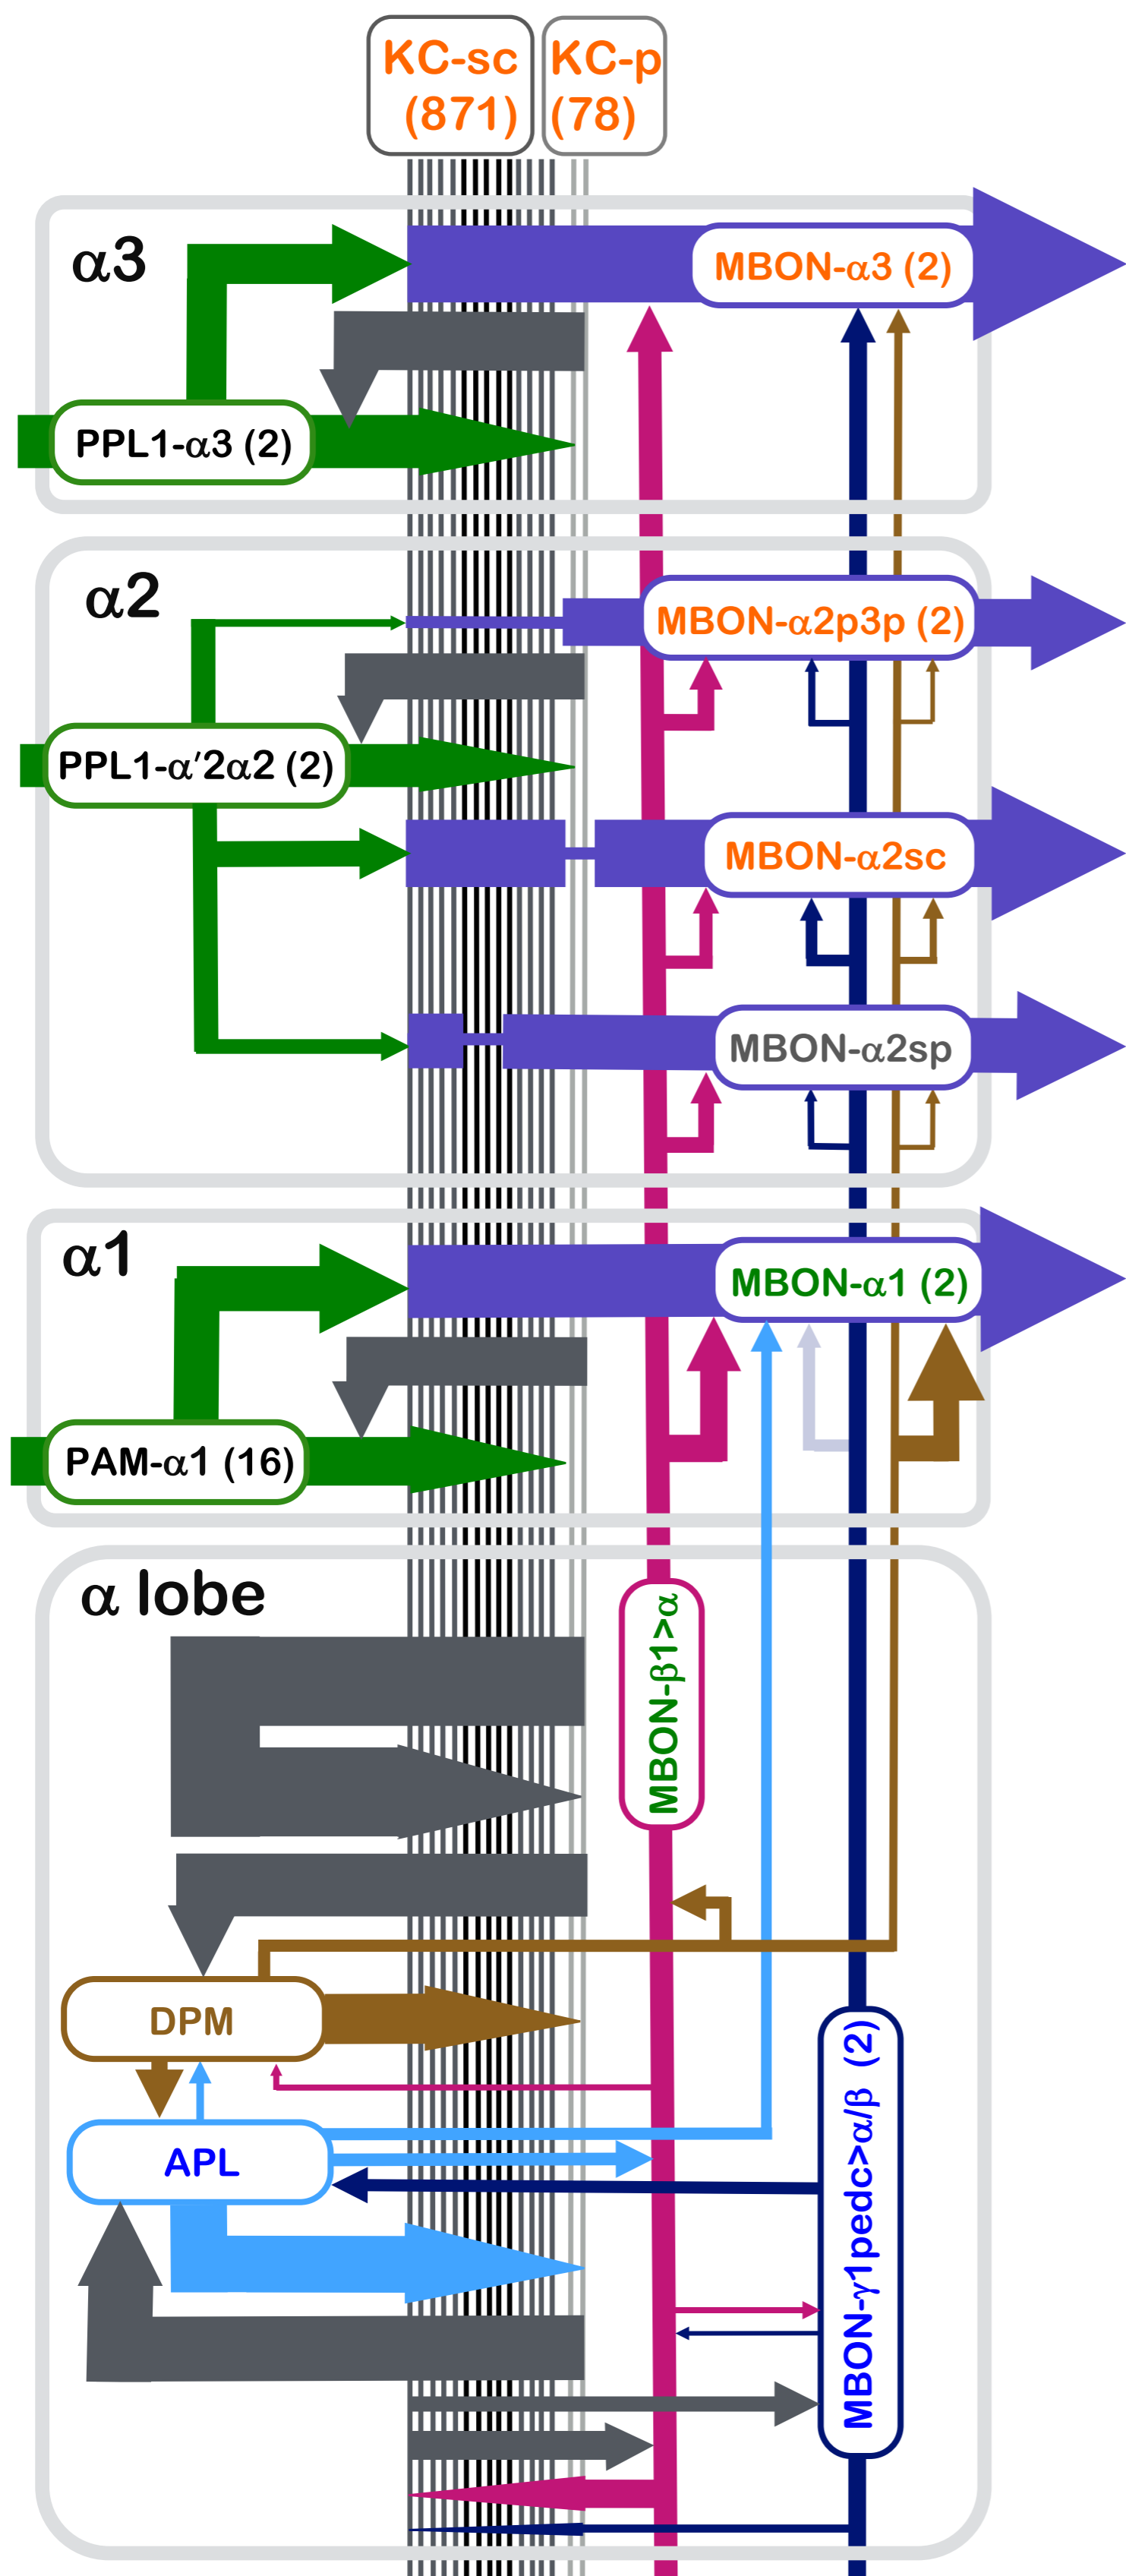 KC-sc
(871)
KC-p
(78)
α3
MBON-α3 (2)
PPL1-α3 (2)
α2
MBON-α2p3p (2)
PPL1-α′2α2 (2)
MBON-α2sc
MBON-α2sp
α1
MBON-α1 (2)
PAM-α1 (16)
α lobe
MBON-β1>α
DPM
APL
MBON-γ1pedc>α/β (2)